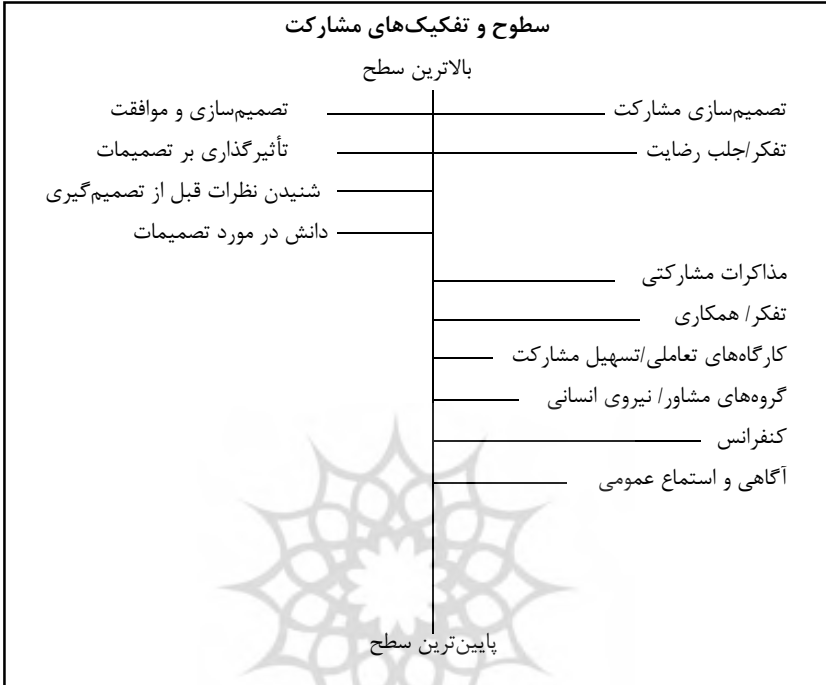 سطوح و تفکیک‌های مشارکت
بالاترین سطح
تصمیم‌سازی مشارکت
تصمیم‌سازی و موافقت
تفکر/جلب رضایت
تأثیرگذاری بر تصمیمات
شنیدن نظرات قبل از تصمیم‌گیری
دانش در مورد تصمیمات
مذاکرات مشارکتی
تفکر/ همکاری
کارگاه‌های تعاملی/تسهیل مشارکت
گروه‌های مشاور/ نیروی انسانی
کنفرانس
آگاهی و استماع عمومی
پایین‌ترین سطح